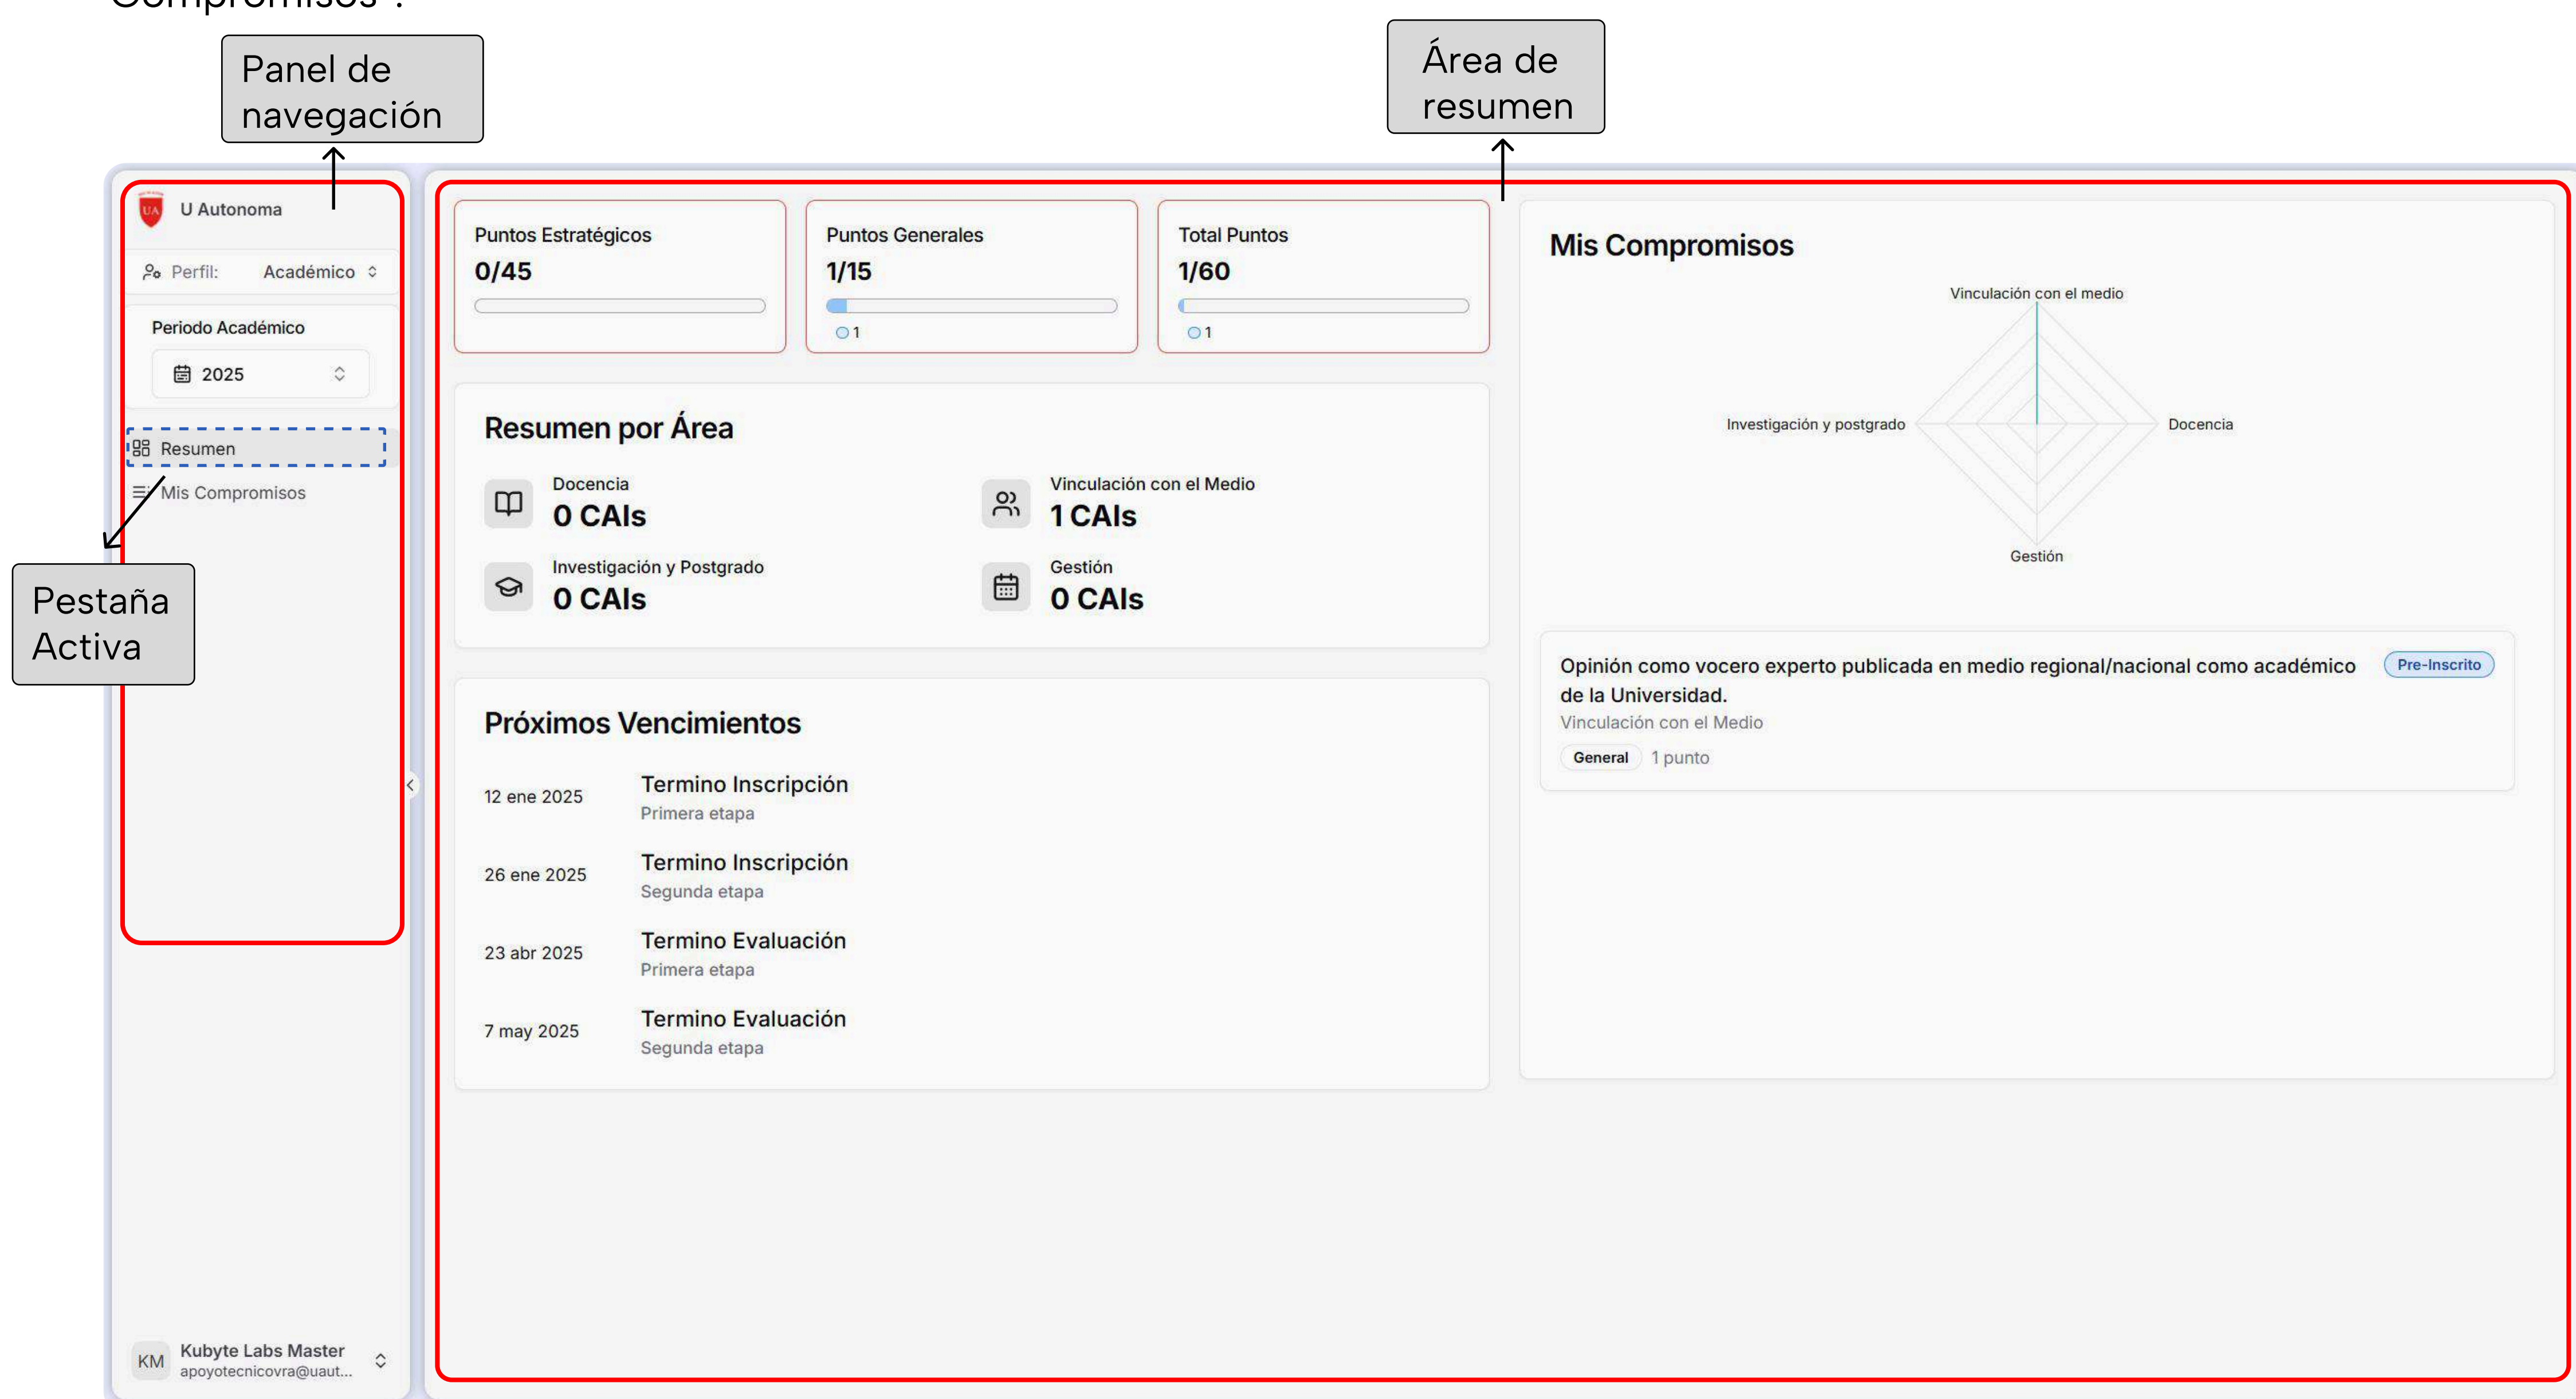 Compromisos".
Panel de
navegación
Área de
resumen
UA
U Autonoma
Perfil: Académico
Periodo Académico
2025
Resumen
Mis Compromisos
Pestaña
Activa
Kubyte Labs Master
KM
apoyotecnicovra@uaut...
Puntos Estratégicos
0/45
Puntos Generales
1/15
1
Total Puntos
1/60
1
Resumen por Área
Docencia
0 CAIs
Vinculación con el Medio
1 CAIs
Investigación y Postgrado
0 CAIs
Gestión
0 CAIs
Próximos Vencimientos
12 ene 2025
Termino Inscripción
Primera etapa
26 ene 2025
Termino Inscripción
Segunda etapa
23 abr 2025
Termino Evaluación
Primera etapa
7 may 2025
Termino Evaluación
Segunda etapa
Mis Compromisos
Vinculación con el medio
Investigación y postgrado
Docencia
Gestión
Opinión como vocero experto publicada en medio regional/nacional como académico
de la Universidad.
Pre-Inscrito
Vinculación con el Medio
General 1 punto